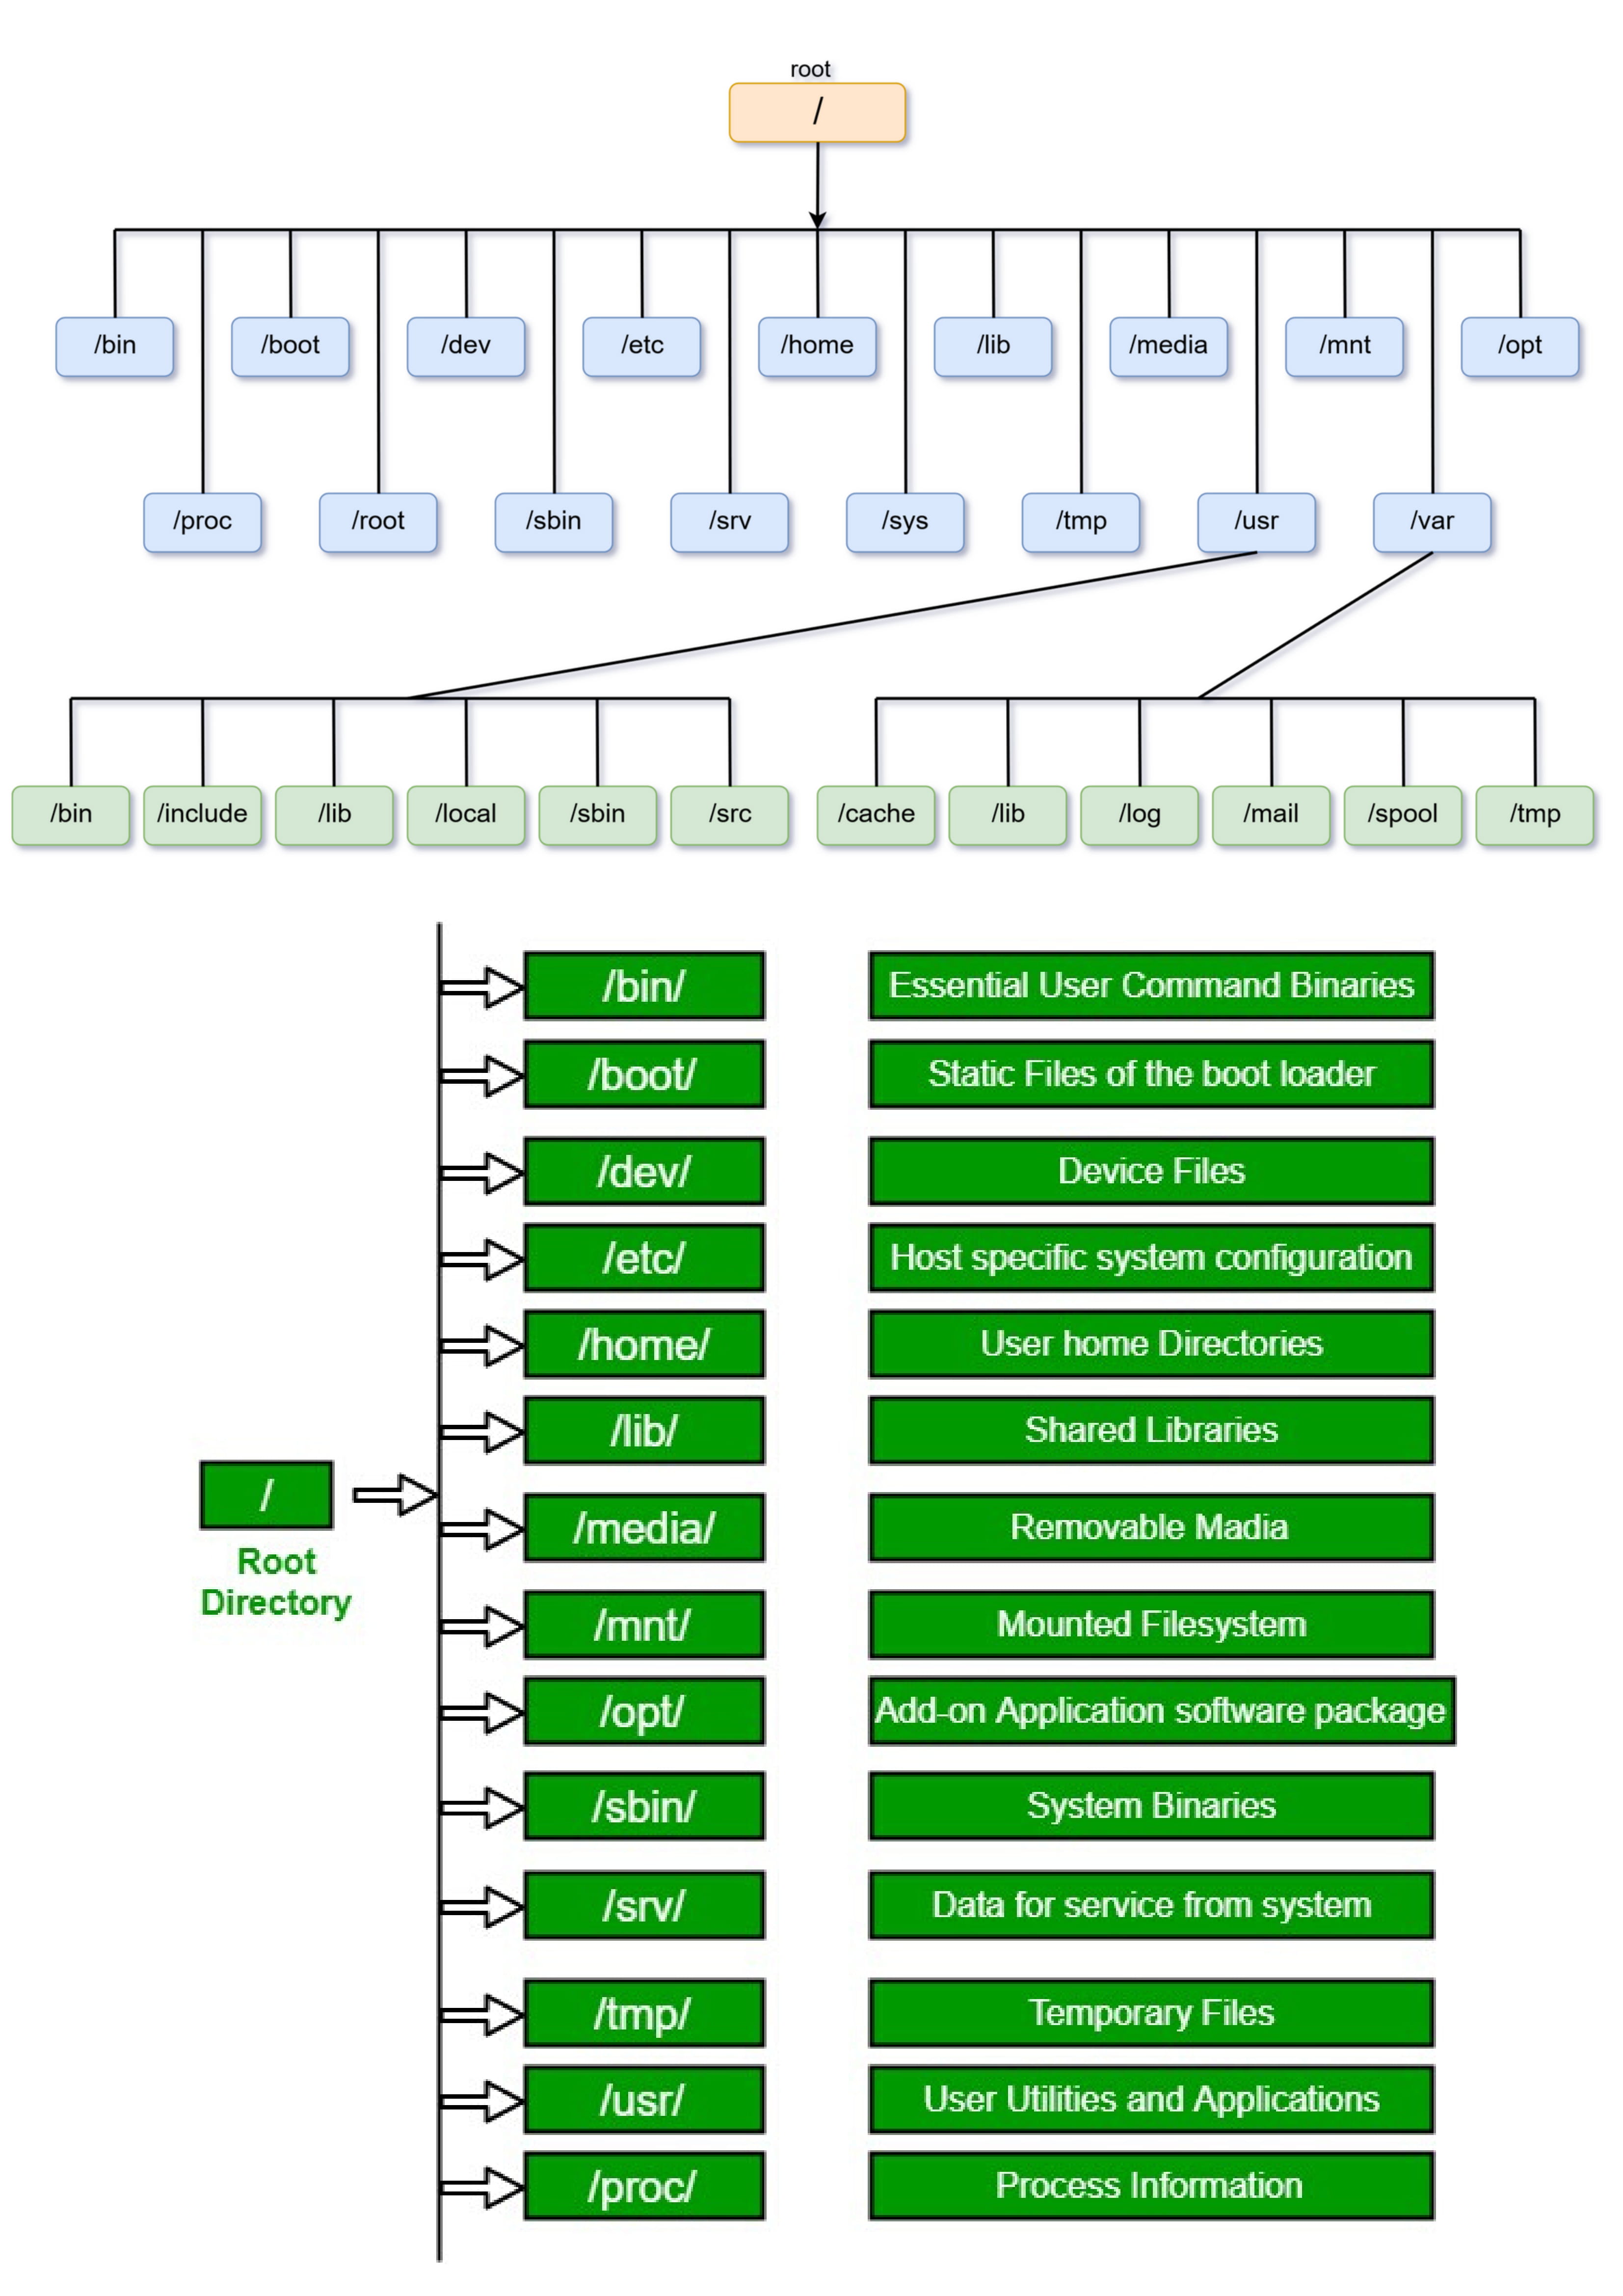 root
/
/bin /boot /dev /etc /home /lib /media /mnt /opt
/proc /root /sbin /srv /sys /tmp /usr /var
/bin /include /lib /local /sbin /src /cache /lib /log /mail /spool /tmp
/bin/ Essential User Command Binaries
/boot/ Static Files of the boot loader
/dev/ Device Files
/etc/ Host specific system configuration
/home/ User home Directories
/lib/ Shared Libraries
/
Root
Directory
/media/ Removable Madia
/mnt/ Mounted Filesystem
/opt/ Add-on Application software package
/sbin/ System Binaries
/srv/ Data for service from system
/tmp/ Temporary Files
/usr/ User Utilities and Applications
/proc/ Process Information